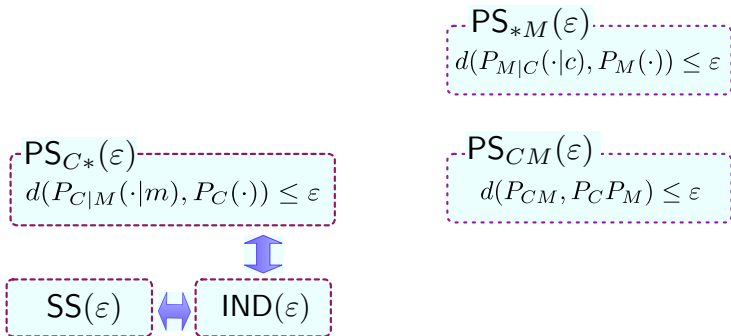 PS_{*M}(ε)
d(P_{M|C}(·|c), P_M(·)) ≤ ε
PS_{C*}(ε)
d(P_{C|M}(·|m), P_C(·)) ≤ ε
PS_{CM}(ε)
d(P_{CM}, P_C P_M) ≤ ε
SS(ε)
IND(ε)